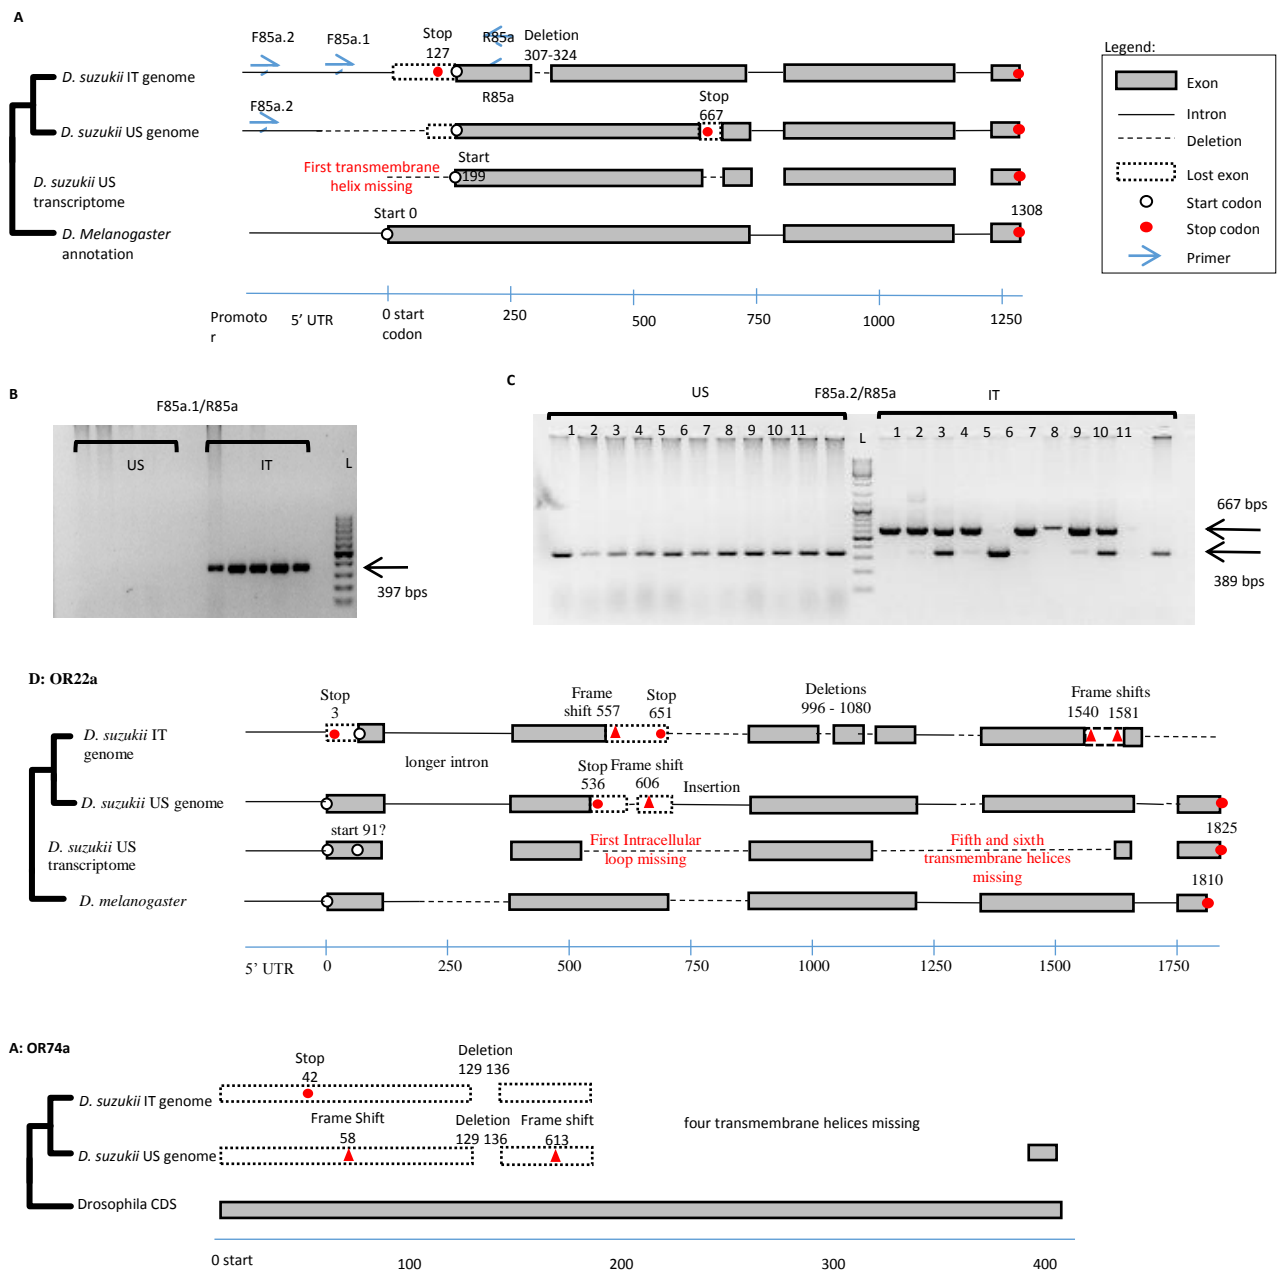 A
F85a.2
F85a.1
Stop
127
R85a
Deletion
307-324
D. suzukii IT genome
F85a.2
R85a
Stop
667
D. suzukii US genome
First transmembrane
helix missing
Start
199
D. suzukii US
transcriptome
Start 0
1308
D. Melanogaster
annotation
Promoto
r
5' UTR
0 start
codon
250
500
750
1000
1250
Legend:
Exon
Intron
Deletion
Lost exon
Start codon
Stop codon
Primer
B
F85a.1/R85a
US
IT
L
397 bps
C
US
F85a.2/R85a
IT
1 2 3 4 5 6 7 8 9 10 11
L
1 2 3 4 5 6 7 8 9 10 11
667 bps
389 bps
D: OR22a
Stop
3
Frame
shift 557
Stop
651
Deletions
996 - 1080
Frame shifts
1540 1581
D. suzukii IT
genome
longer intron
Stop
536
Frame shift
606
Insertion
D. suzukii US genome
start 91?
First Intracellular
loop missing
Fifth and sixth
transmembrane helices
missing
1825
D. suzukii US
transcriptome
1810
D. melanogaster
5' UTR
0
250
500
750
1000
1250
1500
1750
A: OR74a
Stop
42
Deletion
129 136
D. suzukii IT genome
Frame Shift
58
Deletion
129 136
Frame shift
613
four transmembrane helices missing
D. suzukii US genome
Drosophila CDS
0 start
100
200
300
400